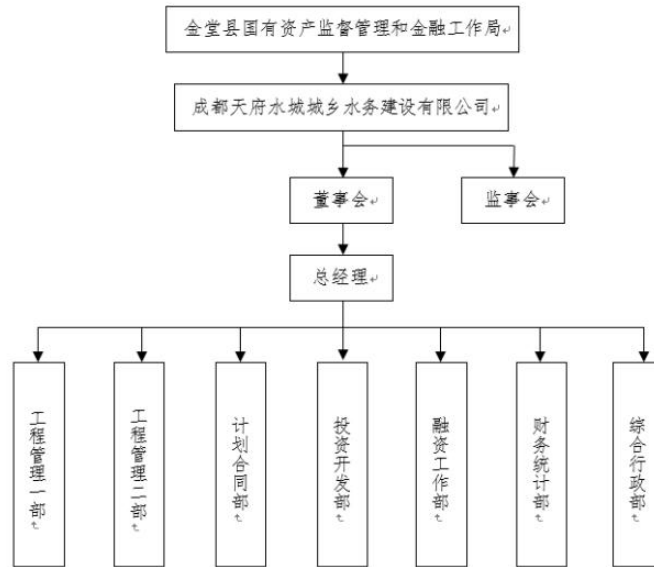 金堂县国有资产监督管理和金融工作局
成都天府水城城乡水务建设有限公司
董事会
监事会
总经理
工程管理一部
工程管理二部
计划合同部
投资开发部
融资工作部
财务统计部
综合行政部